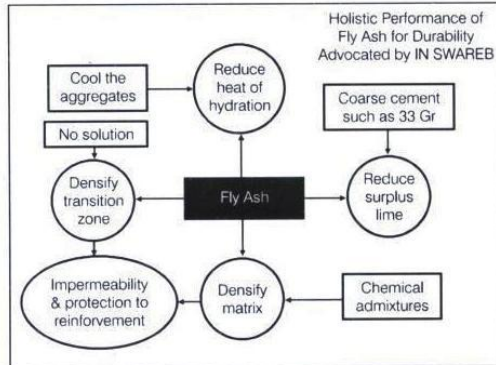 Holistic Performance of
Fly Ash for Durability
Advocated by IN SWAREB
Cool the
aggregates
Reduce
heat of
hydration
Coarse cement
such as 33 Gr
No solution
Densify
transition
zone
Fly Ash
Reduce
surplus
lime
Impermeability
& protection to
reinforvement
Densify
matrix
Chemical
admixtures